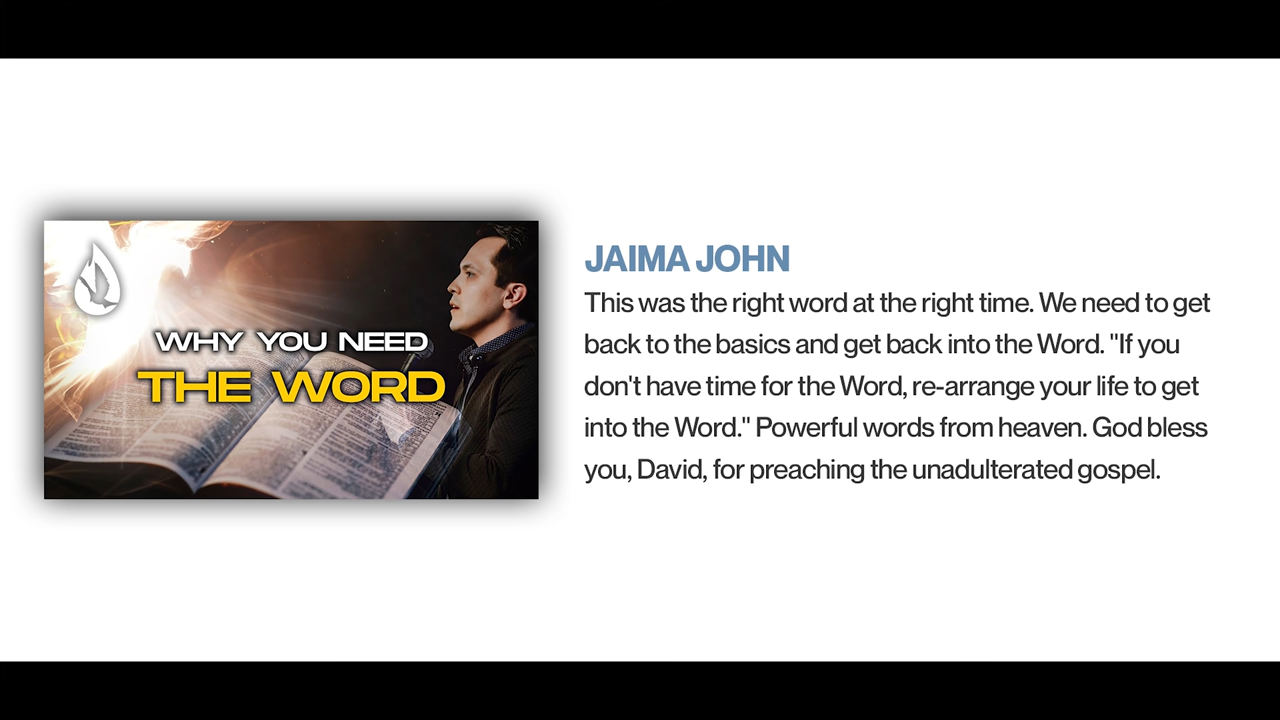 WHY YOU NEED
THE WORD
JAIMA JOHN
This was the right word at the right time. We need to get
back to the basics and get back into the Word. "If you
don't have time for the Word, re-arrange your life to get
into the Word." Powerful words from heaven. God bless
you, David, for preaching the unadulterated gospel.